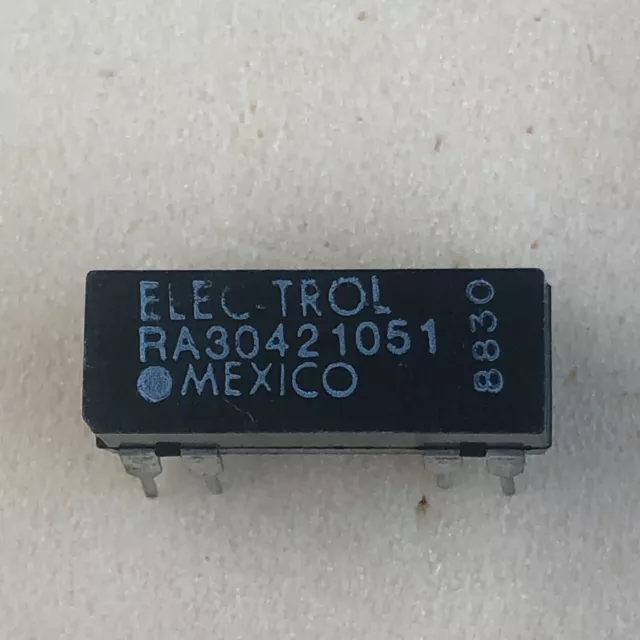 ELEC-TROL
RA30421051
MEXICO
8830